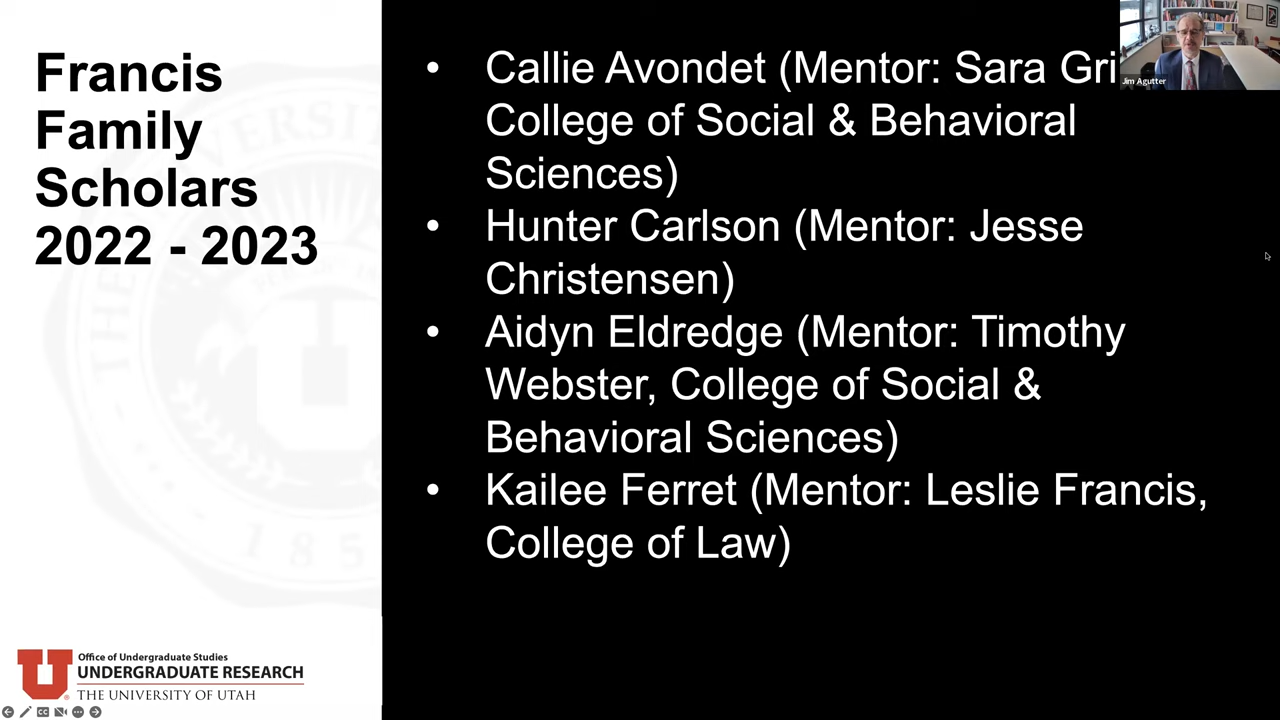 Francis
Family
Scholars
2022 - 2023
• Callie Avondet (Mentor: Sara
College of Social & Behavioral
Sciences)
• Hunter Carlson (Mentor: Jesse
Christensen)
• Aidyn Eldredge (Mentor: Timothy
Webster, College of Social &
Behavioral Sciences)
• Kailee Ferret (Mentor: Leslie Francis,
College of Law)
Jim Agutter
U
Office of Undergraduate Studies
UNDERGRADUATE RESEARCH
THE UNIVERSITY OF UTAH